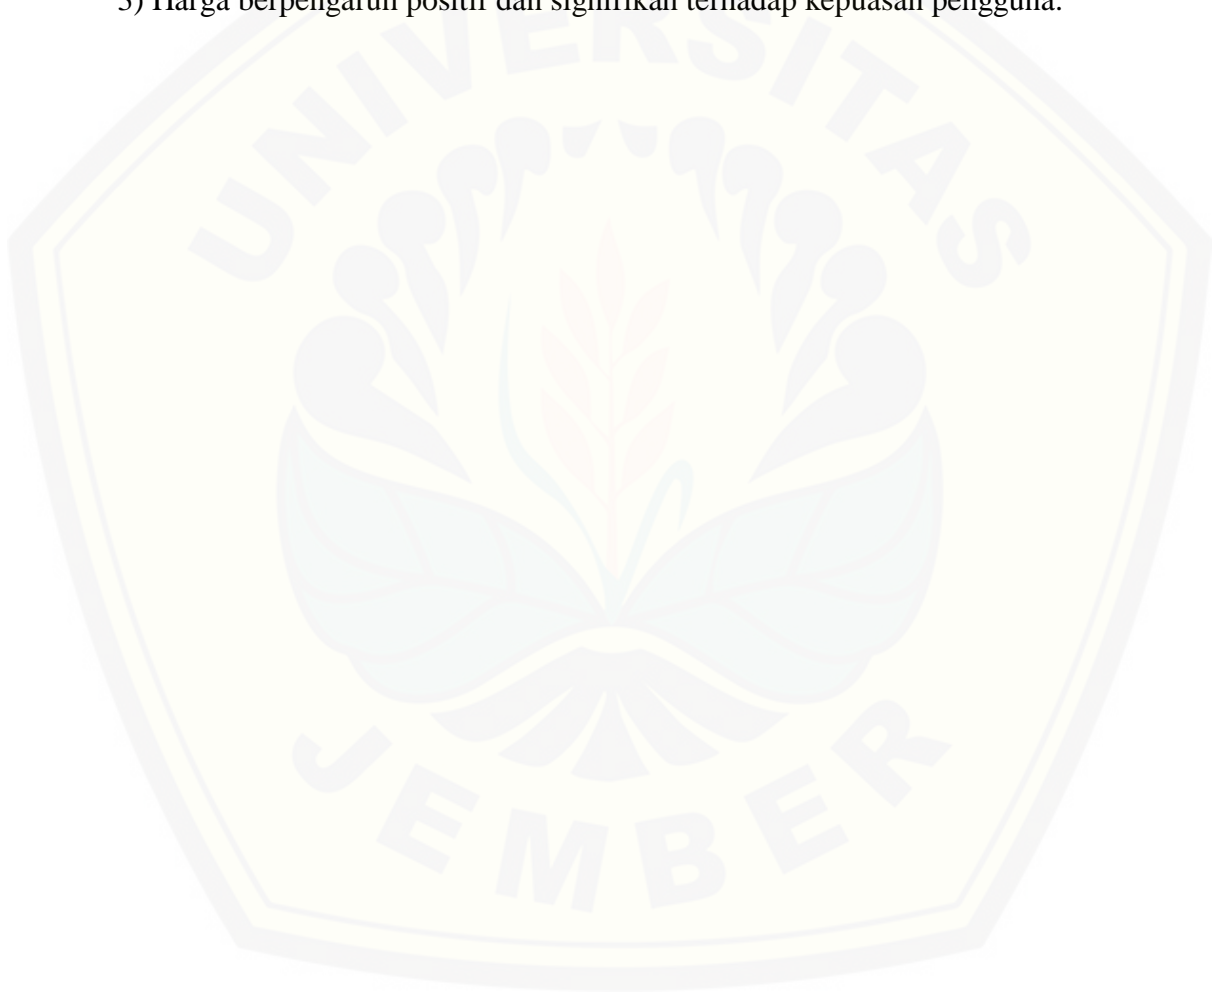 3) Harga berpengaruh positif dan signifikan terhadap kepuasan pengguna.
UNIVERSITAS
JEMBER